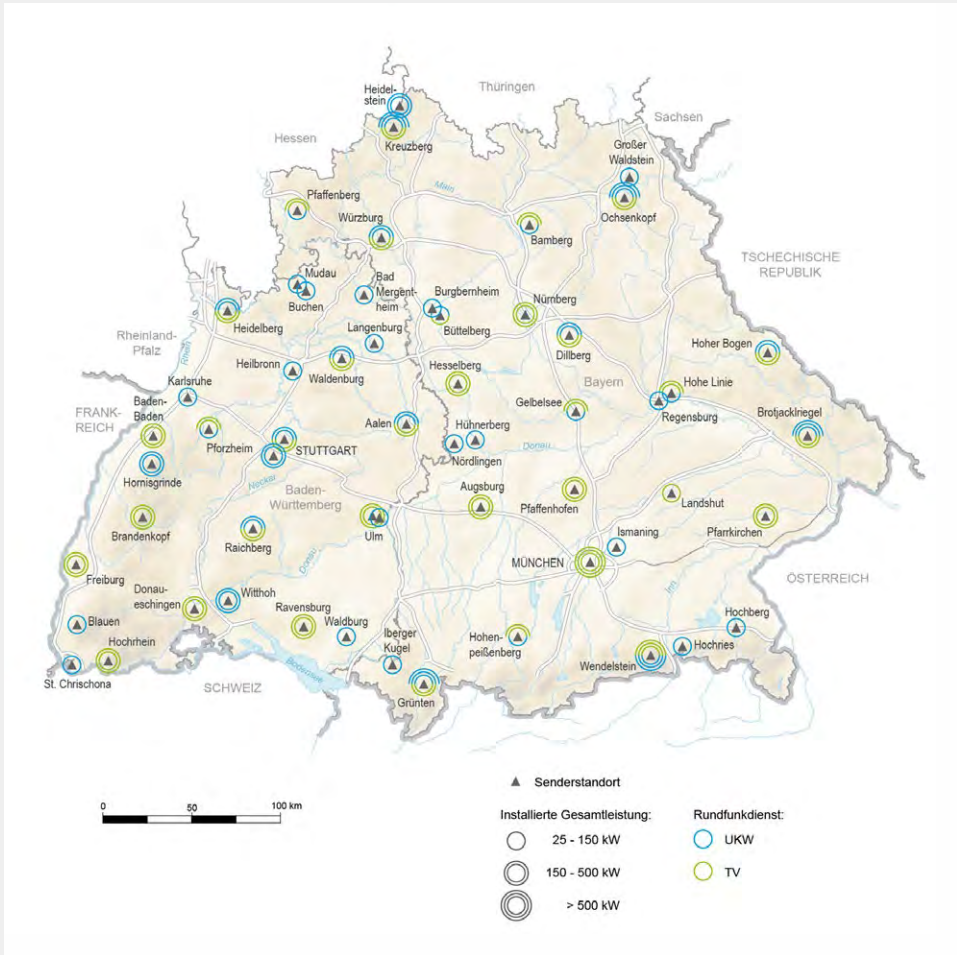 Thüringen
Heidel-
stein
Sachsen
Hessen
Kreuzberg
Großer
Waldstein
Main
Pfaffenberg
Ochsenkopf
Würzburg
Bamberg
TSCHECHISCHE
REPUBLIK
Mudau
Bad
Mergent-
heim
Buchen
Burgbernheim
Nürnberg
Heidelberg
Büttelberg
Langenburg
Rheinland-
Pfalz
Rhein
Dillberg
Hoher Bogen
Heilbronn
Waldenburg
Hesselberg
Bayern
Hohe Linie
Karlsruhe
FRANK-
REICH
Baden-
Baden
Gelbelsee
Regensburg
Brotjacklriegel
Aalen
Hühnerberg
Pforzheim
STUTTGART
Donau
Nördlingen
Hornisgrinde
Neckar
Baden-
Württemberg
Augsburg
Pfaffenhofen
Landshut
Brandenkopf
Raichberg
Ulm
Ismaning
Pfarrkirchen
Donau
MÜNCHEN
Freiburg
ÖSTERREICH
Donau-
eschingen
Witthoh
Inn
Ravensburg
Waldburg
Blauen
Iberger
Kugel
Hohen-
peißenberg
Hochberg
Hochrhein
Hochries
Bodensee
Wendelstein
St. Chrischona
SCHWEIZ
Grünten
Senderstandort
0 50 100 km
Installierte Gesamtleistung:
Rundfunkdienst:
25 - 150 kW
UKW
150 - 500 kW
TV
> 500 kW